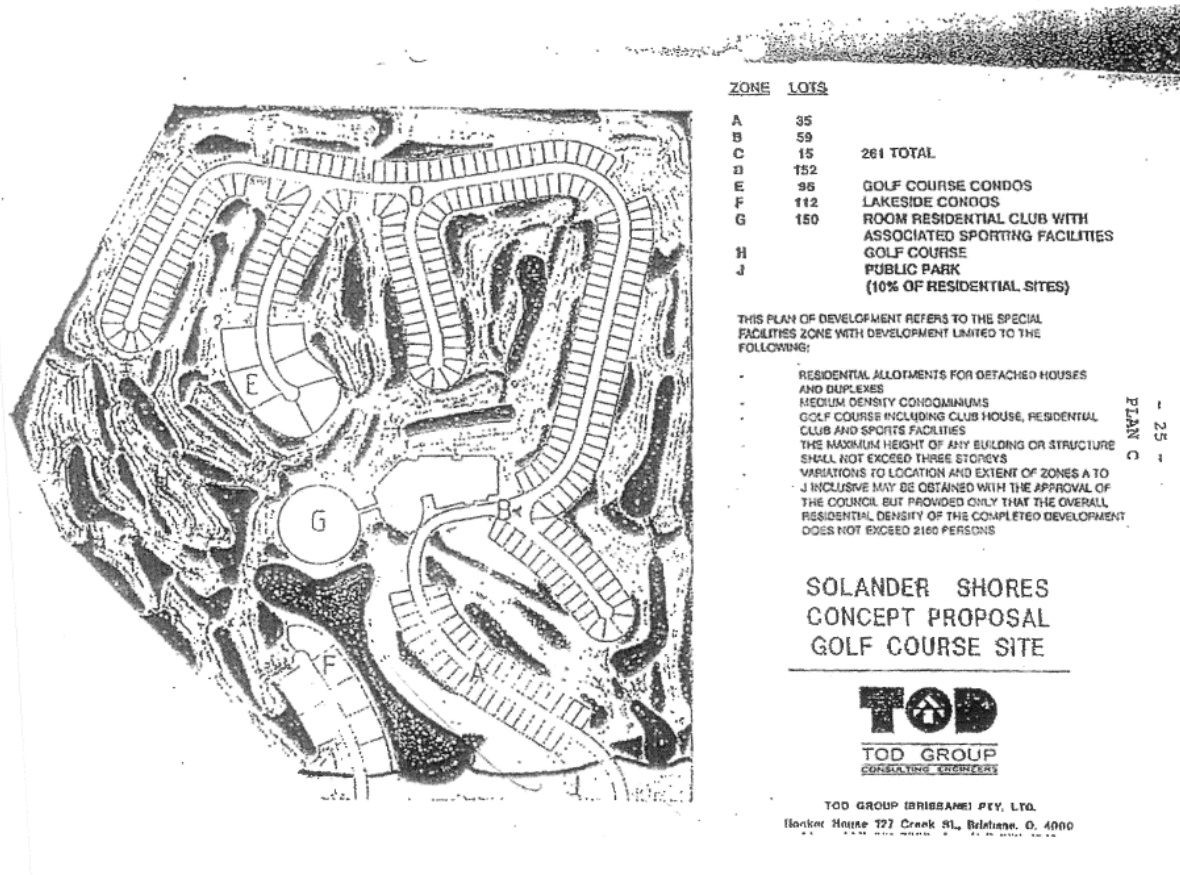 ZONE LOTS
A 35
B 59
C 15 261 TOTAL
D 152
E 96 GOLF COURSE CONDOS
F 112 LAKESIDE CONDOS
G 150 ROOM RESIDENTIAL CLUB WITH
ASSOCIATED SPORTING FACILITIES
H GOLF COURSE
J PUBLIC PARK
(10% OF RESIDENTIAL SITES)
THIS PLAN OF DEVELOPMENT REFERS TO THE SPECIAL
FACILITIES ZONE WITH DEVELOPMENT LIMITED TO THE
FOLLOWING:
- RESIDENTIAL ALLOTMENTS FOR DETACHED HOUSES
AND DUPLEXES
- MEDIUM DENSITY CONDOMINIUMS
- GOLF COURSE INCLUDING CLUB HOUSE, RESIDENTIAL
CLUB AND SPORTS FACILITIES
- THE MAXIMUM HEIGHT OF ANY BUILDING OR STRUCTURE
SHALL NOT EXCEED THREE STOREYS
- VARIATIONS TO LOCATION AND EXTENT OF ZONES A TO
J INCLUSIVE MAY BE OBTAINED WITH THE APPROVAL OF
THE COUNCIL BUT PROVIDED ONLY THAT THE OVERALL
RESIDENTIAL DENSITY OF THE COMPLETED DEVELOPMENT
DOES NOT EXCEED 2160 PERSONS
- 25 -
PLAN C
D
C
E
G
B
F
A
J
SOLANDER SHORES
CONCEPT PROPOSAL
GOLF COURSE SITE
TOD
TOD GROUP
CONSULTING ENGINEERS
TOD GROUP (BRISBANE) PTY. LTD.
House 127 Creek St., Brisbane. Q. 4000